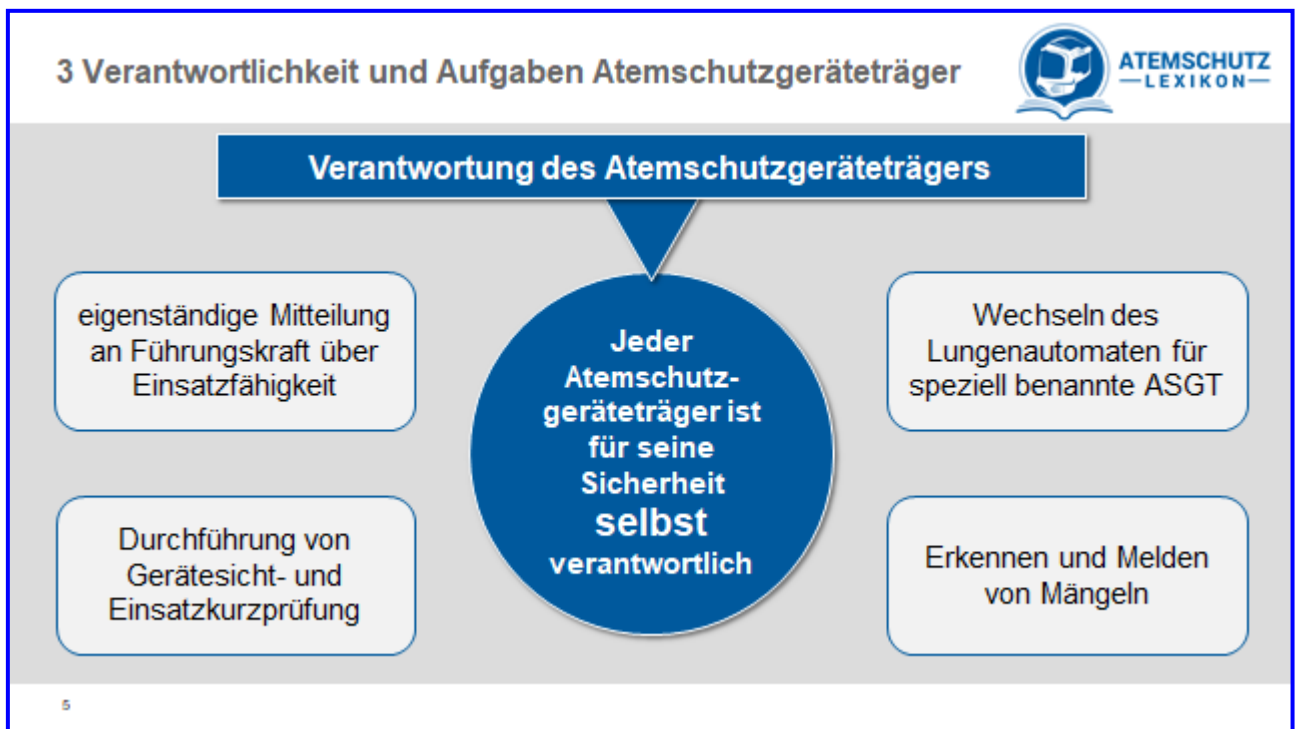 3 Verantwortlichkeit und Aufgaben Atemschutzgeräteträger
ATEMSCHUTZ
LEXIKON
Verantwortung des Atemschutzgeräteträgers
eigenständige Mitteilung
an Führungskraft über
Einsatzfähigkeit
Durchführung von
Gerätesicht- und
Einsatzkurzprüfung
Jeder
Atemschutz-
geräteträger ist
für seine
Sicherheit
selbst
verantwortlich
Wechseln des
Lungenautomaten für
speziell benannte ASGT
Erkennen und Melden
von Mängeln
5